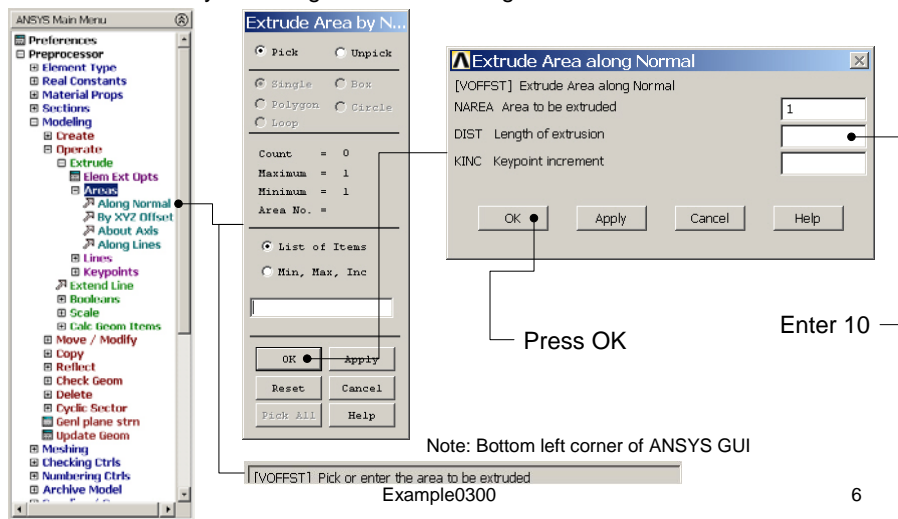 ANSYS Main Menu
Preferences
Preprocessor
Element Type
Real Constants
Material Props
Sections
Modeling
Create
Operate
Extrude
Elem Ext Opts
Areas
Along Normal
By XYZ Offset
About Axis
Along Lines
Lines
Keypoints
Extend Line
Booleans
Scale
Calc Geom Items
Move / Modify
Copy
Reflect
Check Geom
Delete
Cyclic Sector
Genl plane strn
Update Geom
Meshing
Checking Ctrls
Numbering Ctrls
Archive Model
Extrude Area by N...
Pick Unpick
Single Box
Polygon Circle
Loop
Count = 0
Maximum = 1
Minimum = 1
Area No. =
List of Items
Min, Max, Inc
OK Apply
Reset Cancel
Pick All Help
Extrude Area along Normal
[VOFFST] Extrude Area along Normal
NAREA Area to be extruded 1
DIST Length of extrusion
KINC Keypoint increment
OK Apply Cancel Help
Press OK
Enter 10
Note: Bottom left corner of ANSYS GUI
[VOFFST] Pick or enter the area to be extruded
Example0300 6